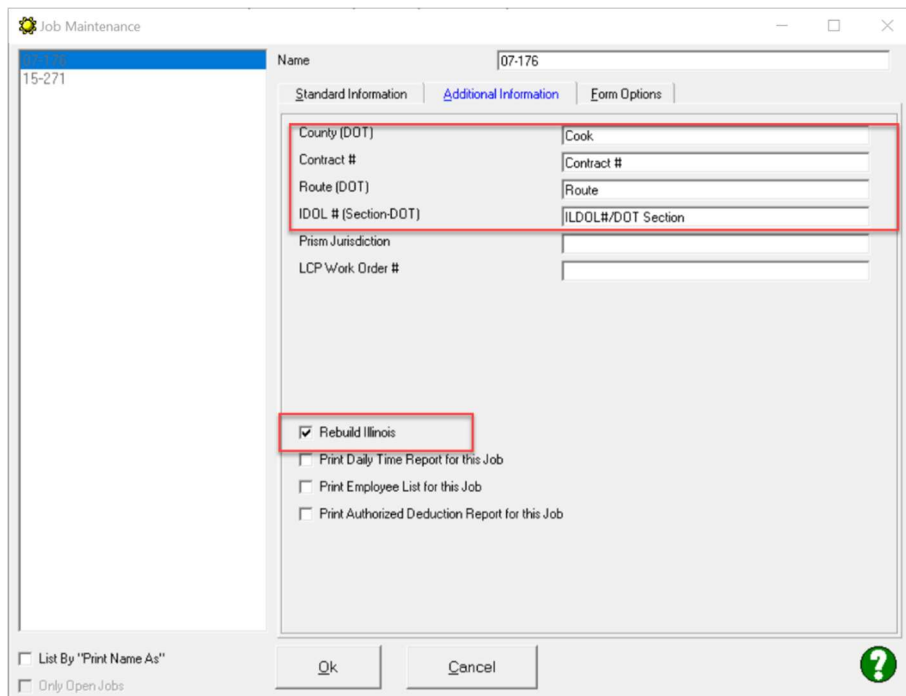 Job Maintenance
07-176
15-271
Name 07-176
Standard Information Additional Information Form Options
County (DOT) Cook
Contract # Contract #
Route (DOT) Route
IDOL # (Section-DOT) ILDOL#/DOT Section
Prism Jurisdiction
LCP Work Order #
Rebuild Illinois
Print Daily Time Report for this Job
Print Employee List for this Job
Print Authorized Deduction Report for this Job
List By "Print Name As"
Only Open Jobs
Ok Cancel ?